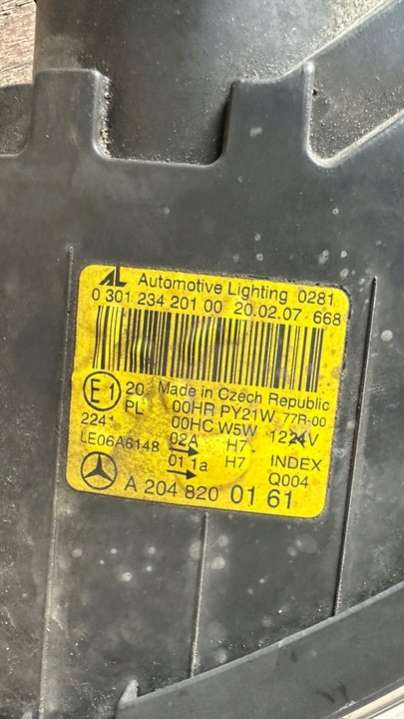 AL Automotive Lighting 0281
0 301 234 201 00 20.02.07 668
E1 20 Made in Czech Republic
PL 00HR PY21W 77R-00
2241 00HC W5W 1224V
LE06A6148 02A H7
01,1a H7 INDEX
Q004
A 204 820 01 61